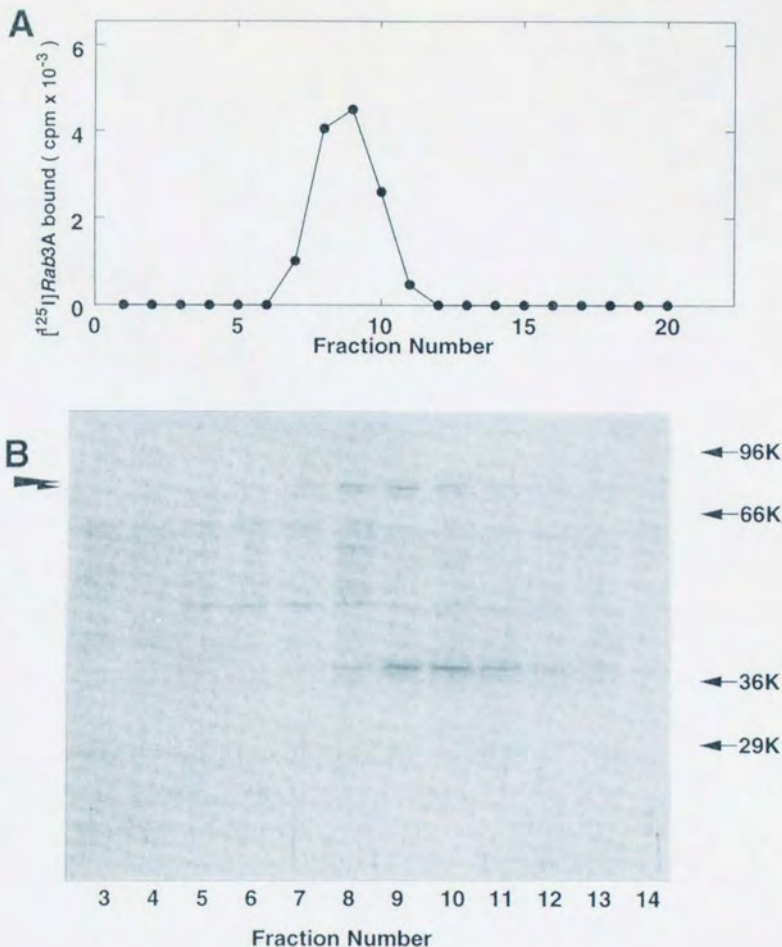 A
[¹²⁵I]Rab3A bound ( cpm x 10⁻³ )
6
4
2
0
0 5 10 15 20
Fraction Number
B
96K
66K
36K
29K
3 4 5 6 7 8 9 10 11 12 13 14
Fraction Number